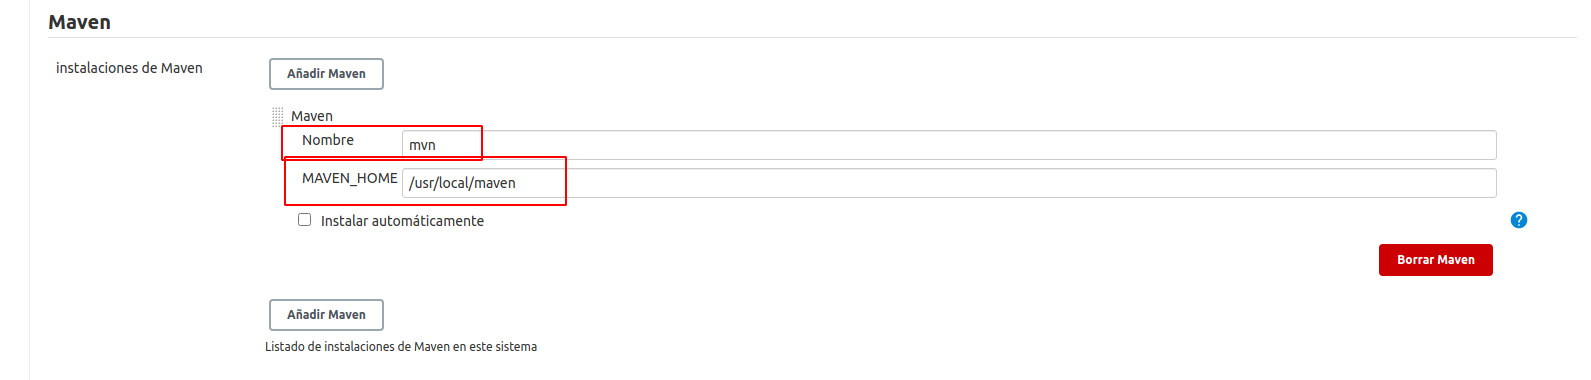 Maven
instalaciones de Maven
Añadir Maven
Maven
Nombre
mvn
MAVEN_HOME
/usr/local/maven
Instalar automáticamente
?
Borrar Maven
Añadir Maven
Listado de instalaciones de Maven en este sistema